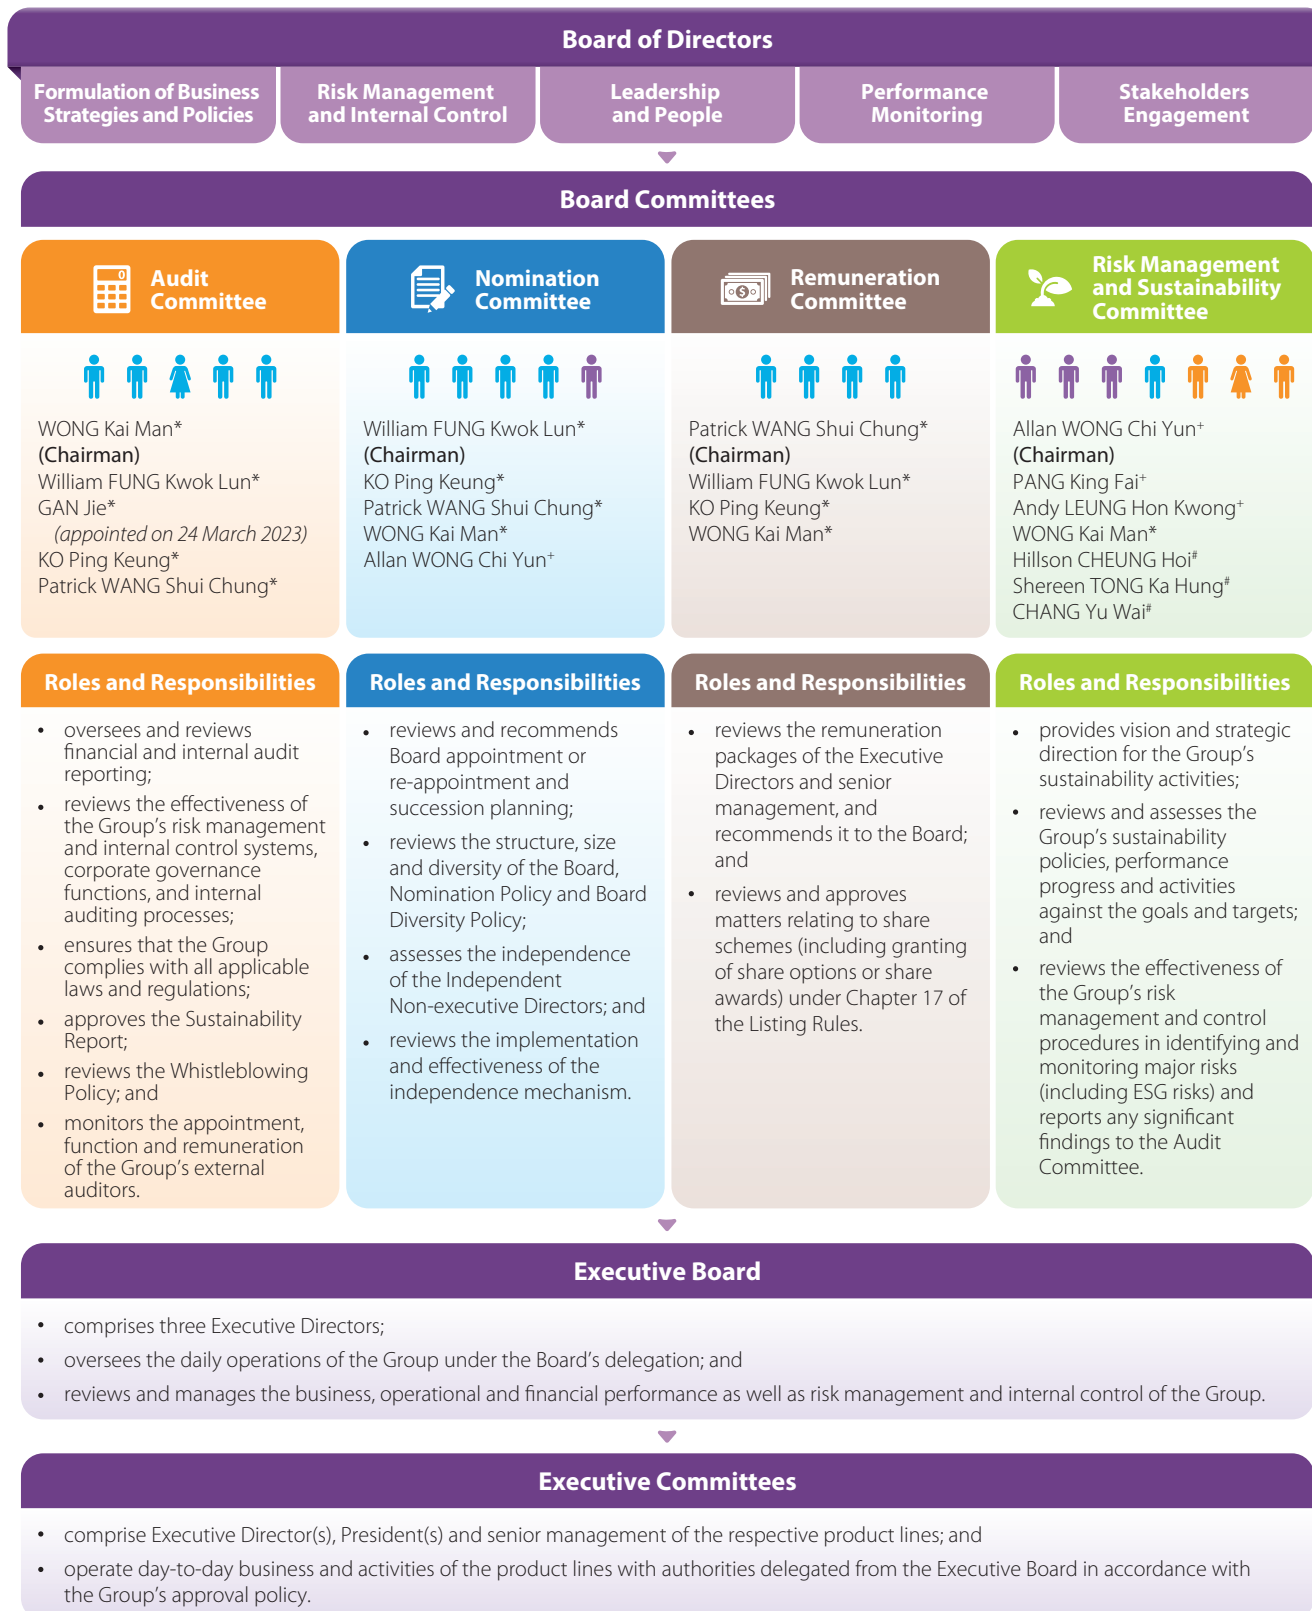 Board of Directors
Formulation of Business
Strategies and Policies
Risk Management
and Internal Control
Leadership
and People
Performance
Monitoring
Stakeholders
Engagement
Board Committees
Audit
Committee
WONG Kai Man*
(Chairman)
William FUNG Kwok Lun*
GAN Jie*
(appointed on 24 March 2023)
KO Ping Keung*
Patrick WANG Shui Chung*
Nomination
Committee
William FUNG Kwok Lun*
(Chairman)
KO Ping Keung*
Patrick WANG Shui Chung*
WONG Kai Man*
Allan WONG Chi Yun+
Remuneration
Committee
Patrick WANG Shui Chung*
(Chairman)
William FUNG Kwok Lun*
KO Ping Keung*
WONG Kai Man*
Risk Management
and Sustainability
Committee
Allan WONG Chi Yun+
(Chairman)
PANG King Fai+
Andy LEUNG Hon Kwong+
WONG Kai Man*
Hillson CHEUNG Hoi#
Shereen TONG Ka Hung#
CHANG Yu Wai#
Roles and Responsibilities
• oversees and reviews
financial and internal audit
reporting;
• reviews the effectiveness of
the Group's risk management
and internal control systems,
corporate governance
functions, and internal
auditing processes;
• ensures that the Group
complies with all applicable
laws and regulations;
• approves the Sustainability
Report;
• reviews the Whistleblowing
Policy; and
• monitors the appointment,
function and remuneration
of the Group's external
auditors.
Roles and Responsibilities
• reviews and recommends
Board appointment or
re-appointment and
succession planning;
• reviews the structure, size
and diversity of the Board,
Nomination Policy and Board
Diversity Policy;
• assesses the independence
of the Independent
Non-executive Directors; and
• reviews the implementation
and effectiveness of the
independence mechanism.
Roles and Responsibilities
• reviews the remuneration
packages of the Executive
Directors and senior
management, and
recommends it to the Board;
and
• reviews and approves
matters relating to share
schemes (including granting
of share options or share
awards) under Chapter 17 of
the Listing Rules.
Roles and Responsibilities
• provides vision and strategic
direction for the Group's
sustainability activities;
• reviews and assesses the
Group's sustainability
policies, performance
progress and activities
against the goals and targets;
and
• reviews the effectiveness of
the Group's risk
management and control
procedures in identifying and
monitoring major risks
(including ESG risks) and
reports any significant
findings to the Audit
Committee.
Executive Board
• comprises three Executive Directors;
• oversees the daily operations of the Group under the Board's delegation; and
• reviews and manages the business, operational and financial performance as well as risk management and internal control of the Group.
Executive Committees
• comprise Executive Director(s), President(s) and senior management of the respective product lines; and
• operate day-to-day business and activities of the product lines with authorities delegated from the Executive Board in accordance with
the Group's approval policy.